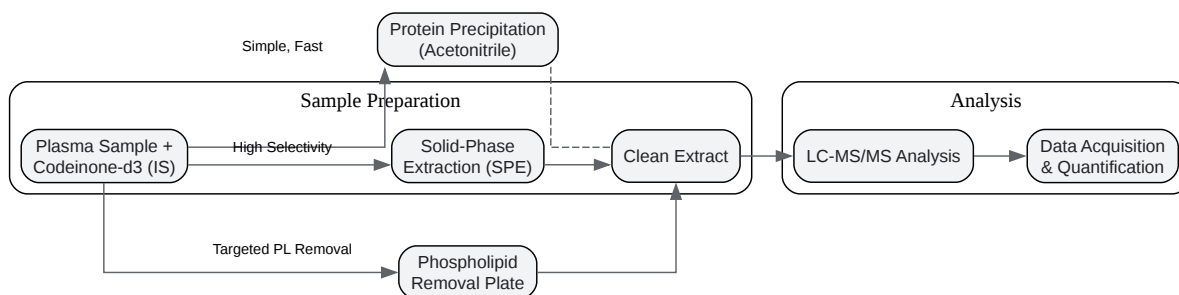 Protein Precipitation
(Acetonitrile)
Simple, Fast
Sample Preparation
Analysis
Plasma Sample +
Codeinone-d3 (IS)
High Selectivity
Solid-Phase
Extraction (SPE)
Clean Extract
LC-MS/MS Analysis
Data Acquisition
& Quantification
Targeted PL Removal
Phospholipid
Removal Plate